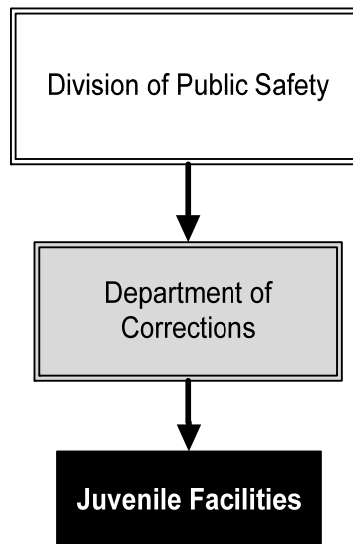 Division of Public Safety
Department of
Corrections
Juvenile Facilities